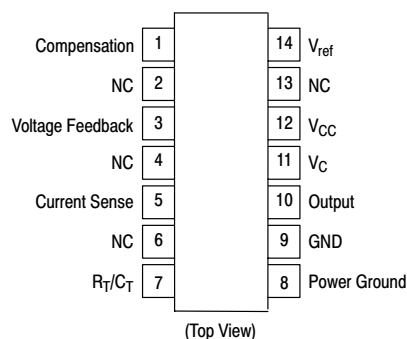 Compensation 1 14 Vref
NC 2 13 NC
Voltage Feedback 3 12 VCC
NC 4 11 VC
Current Sense 5 10 Output
NC 6 9 GND
RT/CT 7 8 Power Ground
(Top View)